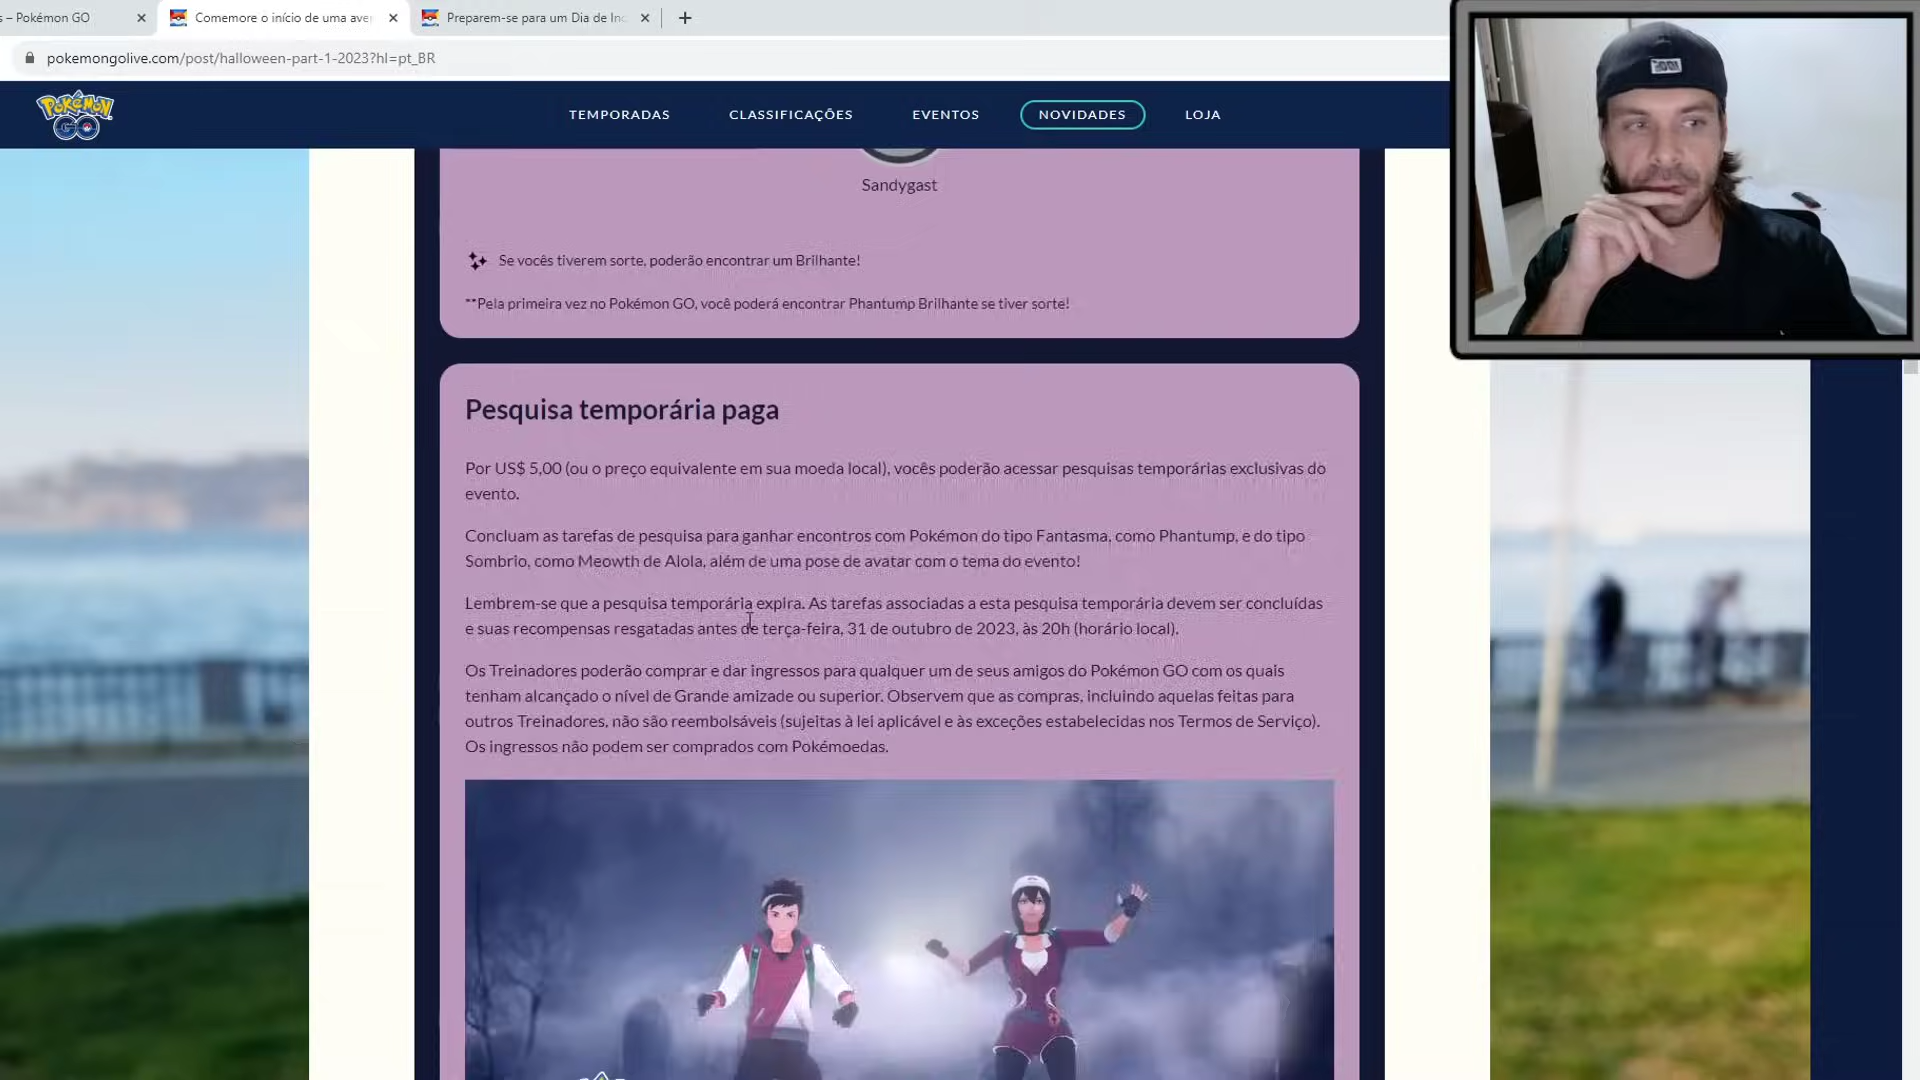 s – Pokémon GO
Comemore o início de uma ave
Preparem-se para um Dia de Inc
pokemongolive.com/post/halloween-part-1-2023?hl=pt_BR
POKéMON GO
TEMPORADAS
CLASSIFICAÇÕES
EVENTOS
NOVIDADES
LOJA
Sandygast
Se vocês tiverem sorte, poderão encontrar um Brilhante!
**Pela primeira vez no Pokémon GO, você poderá encontrar Phantump Brilhante se tiver sorte!
Pesquisa temporária paga
Por US$ 5,00 (ou o preço equivalente em sua moeda local), vocês poderão acessar pesquisas temporárias exclusivas do
evento.
Concluam as tarefas de pesquisa para ganhar encontros com Pokémon do tipo Fantasma, como Phantump, e do tipo
Sombrio, como Meowth de Alola, além de uma pose de avatar com o tema do evento!
Lembrem-se que a pesquisa temporária expira. As tarefas associadas a esta pesquisa temporária devem ser concluídas
e suas recompensas resgatadas antes de terça-feira, 31 de outubro de 2023, às 20h (horário local).
Os Treinadores poderão comprar e dar ingressos para qualquer um de seus amigos do Pokémon GO com os quais
tenham alcançado o nível de Grande amizade ou superior. Observem que as compras, incluindo aquelas feitas para
outros Treinadores, não são reembolsáveis (sujeitas à lei aplicável e às exceções estabelecidas nos Termos de Serviço).
Os ingressos não podem ser comprados com Pokémoedas.